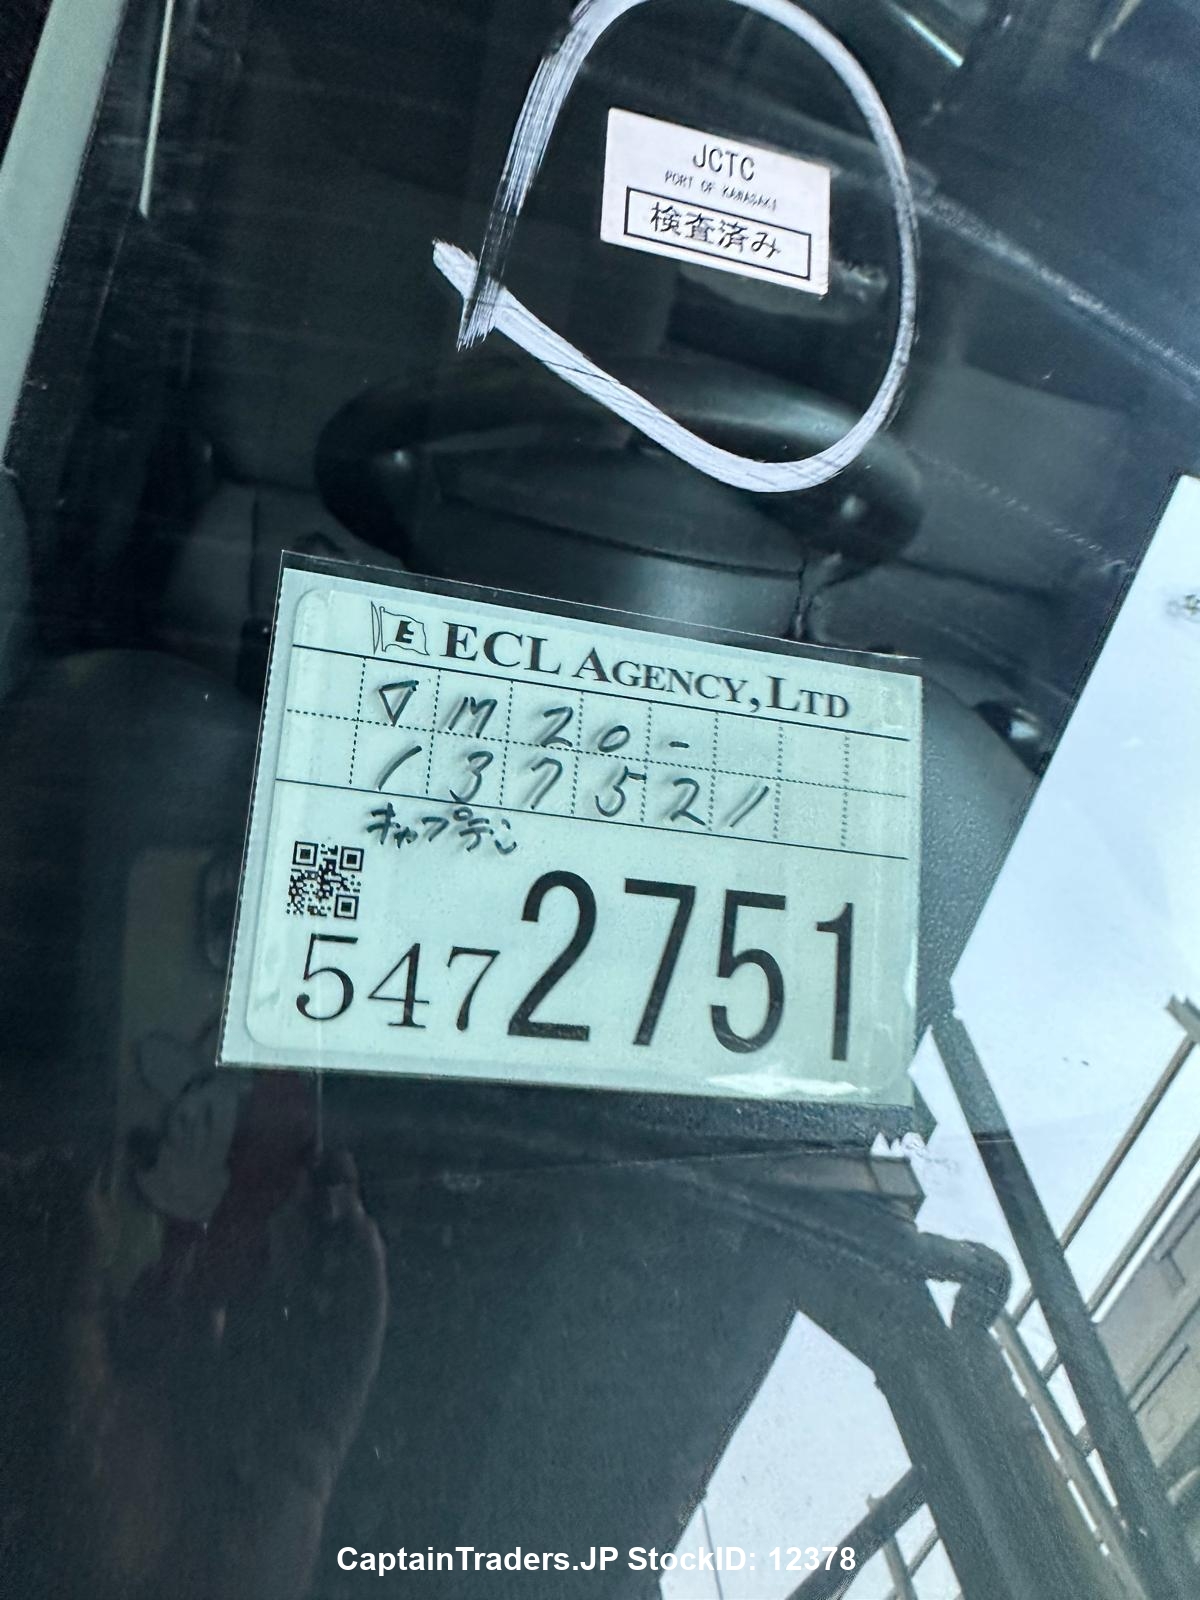 JCTC
PORT OF KAWASAKI
検査済み
E ECL AGENCY, LTD
▽M20-
137521
キャプテン
5472751
CaptainTraders.JP StockID: 12378